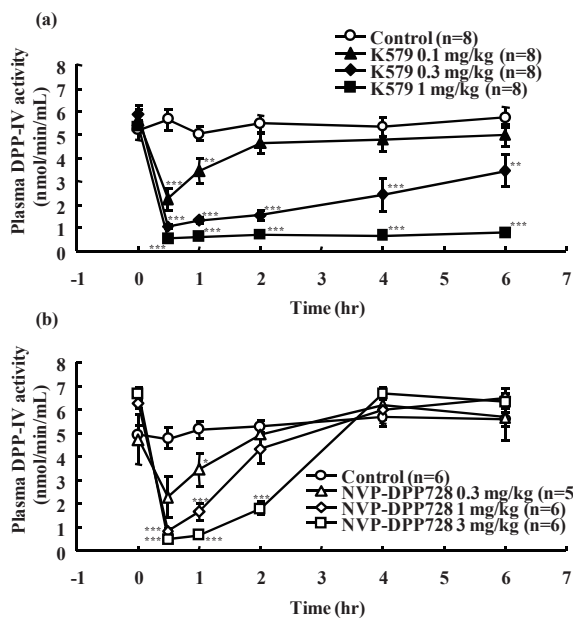 (a)
Control (n=8)
K579 0.1 mg/kg (n=8)
K579 0.3 mg/kg (n=8)
K579 1 mg/kg (n=8)
Plasma DPP-IV activity
(nmol/min/mL)
8
7
6
5
4
3
2
1
0
***
**
***
***
***
***
**
***
***
***
***
***
-1 0 1 2 3 4 5 6 7
Time (hr)
(b)
Plasma DPP-IV activity
(nmol/min/mL)
8
7
6
5
4
3
2
1
0
*
***
***
***
***
***
Control (n=6)
NVP-DPP728 0.3 mg/kg (n=5
NVP-DPP728 1 mg/kg (n=6)
NVP-DPP728 3 mg/kg (n=6)
-1 0 1 2 3 4 5 6 7
Time (hr)